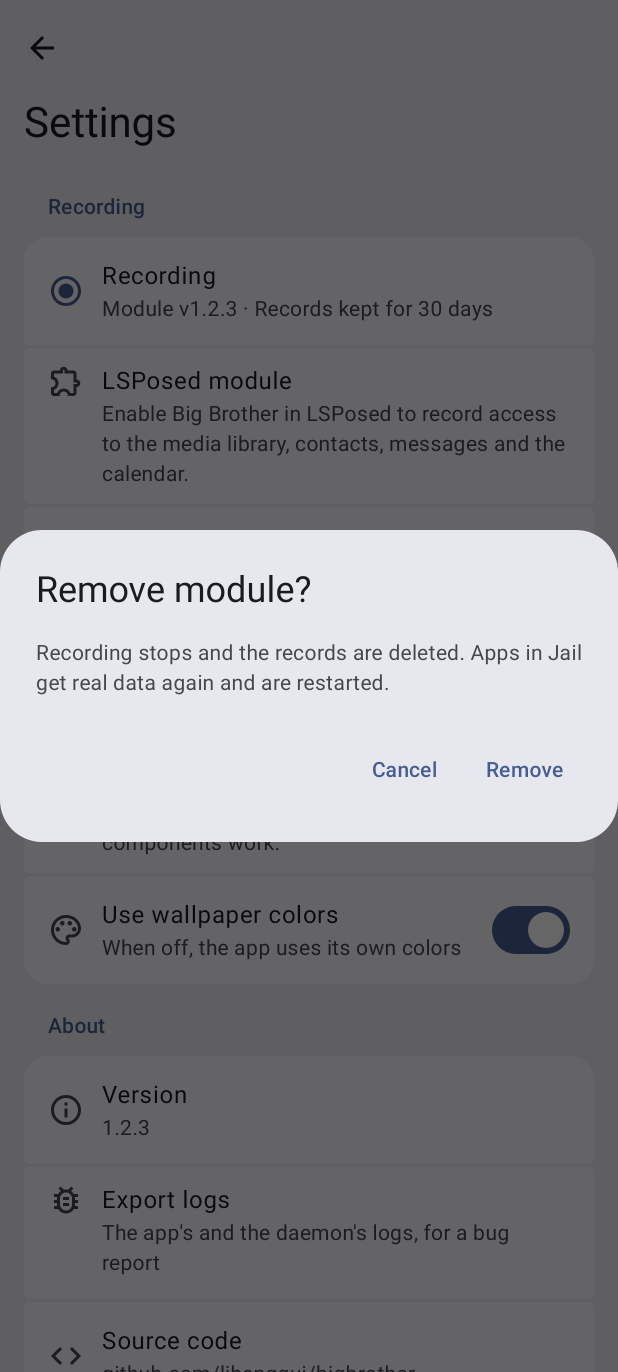 Settings
Recording
Recording
Module v1.2.3 · Records kept for 30 days
LSPosed module
Enable Big Brother in LSPosed to record access
to the media library, contacts, messages and the
calendar.
Remove module?
Recording stops and the records are deleted. Apps in Jail
get real data again and are restarted.
Cancel Remove
components work.
Use wallpaper colors
When off, the app uses its own colors
About
Version
1.2.3
Export logs
The app's and the daemon's logs, for a bug
report
Source code